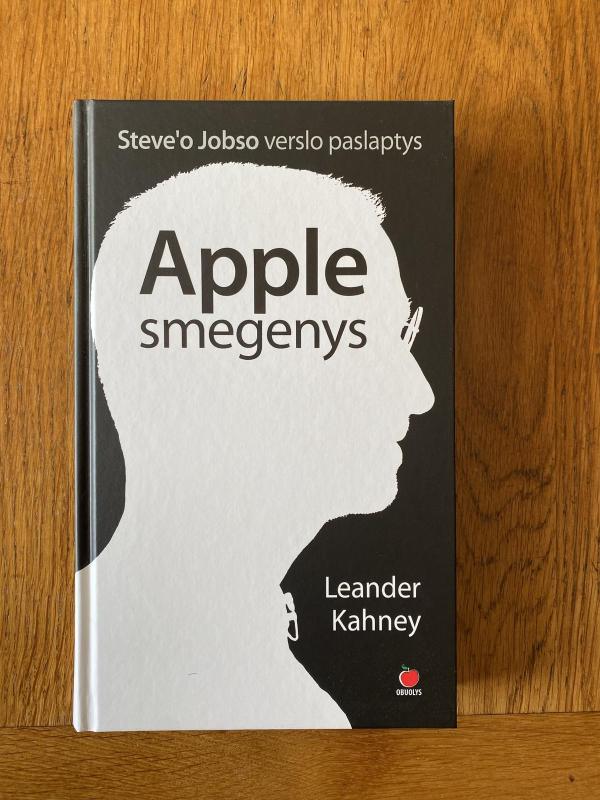 Steve'o Jobso verslo paslaptys
Apple
smegenys
Leander
Kahney
OBUOLYS